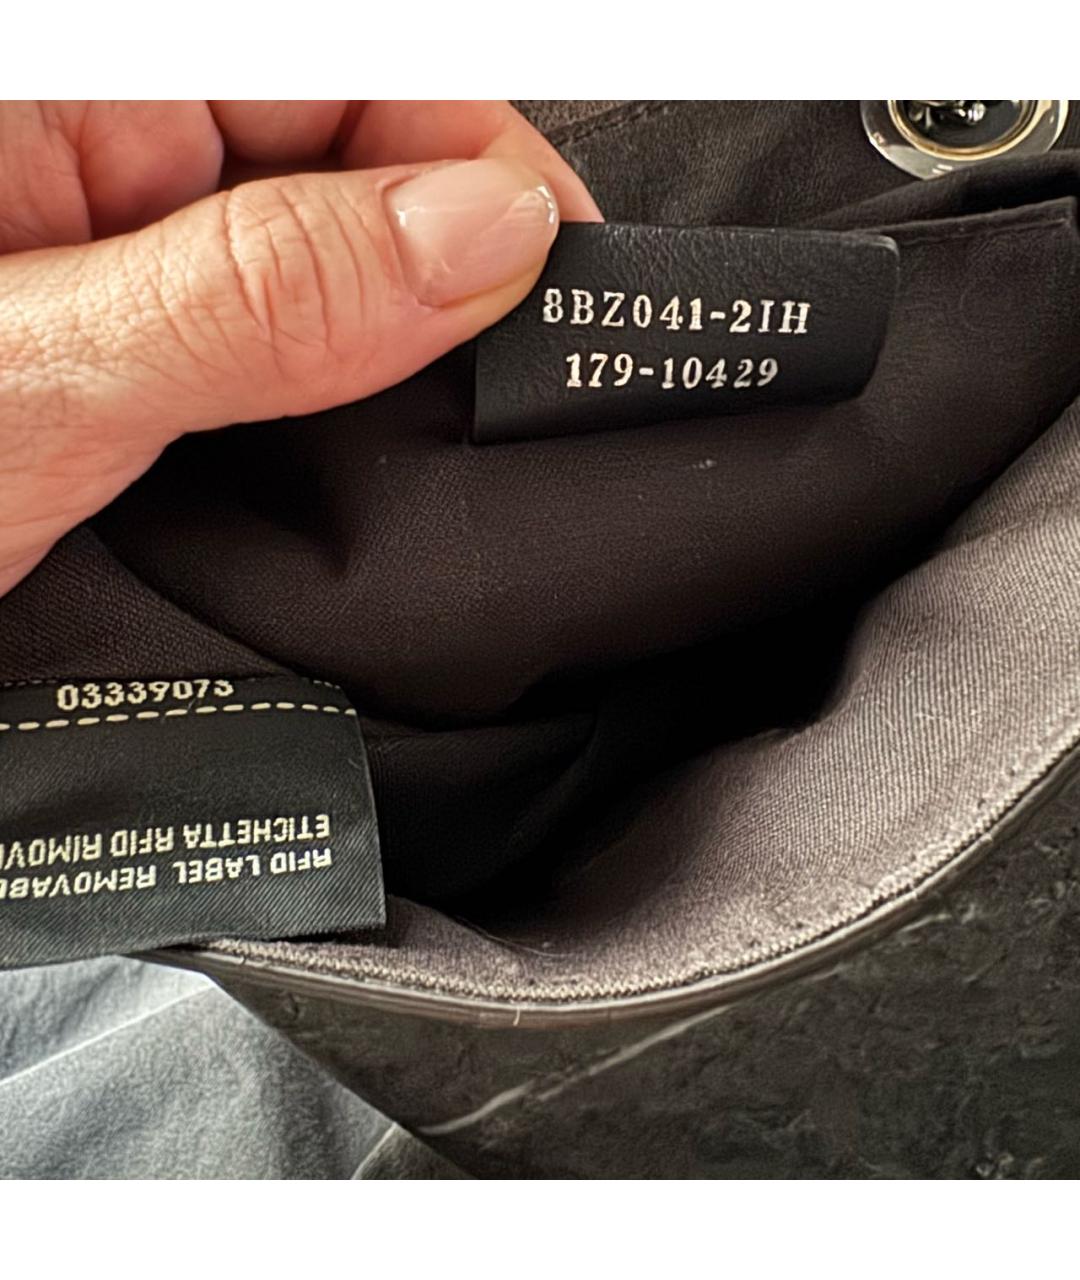 8BZ041-2IH
179-10429
03339073
RFID LABEL REMOVABL
ETICHETTA RFID RIMOV